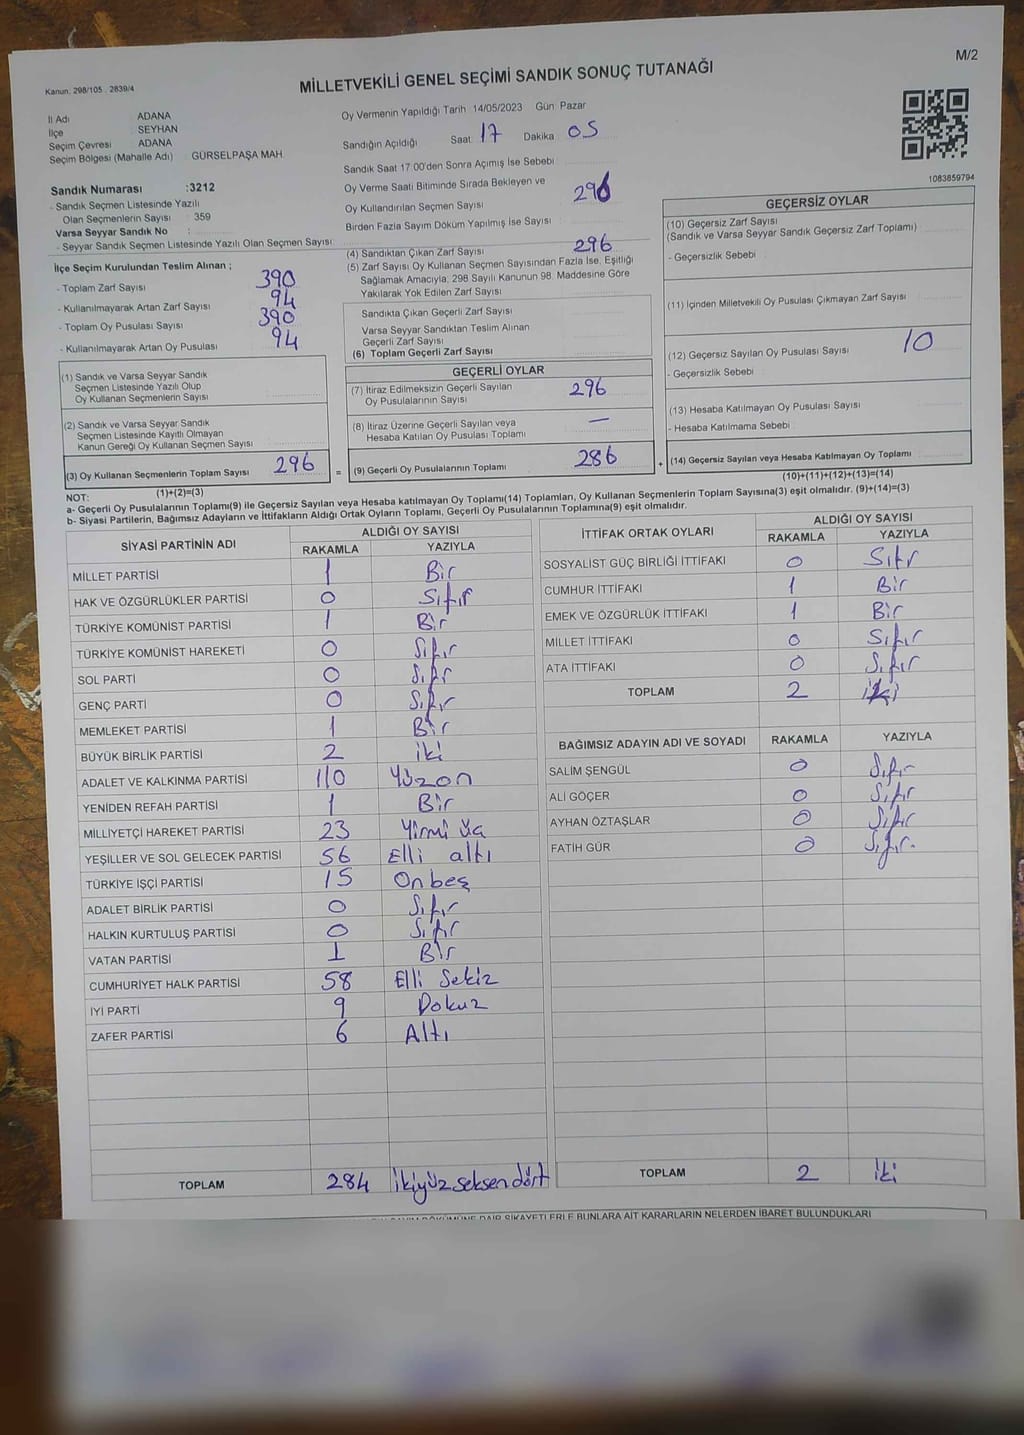 M/2
Kanun. 298/105 . 2839/4
MİLLETVEKİLİ GENEL SEÇİMİ SANDIK SONUÇ TUTANAĞI
İl Adı ADANA
İlçe SEYHAN
Seçim Çevresi ADANA
Seçim Bölgesi (Mahalle Adı) : GÜRSELPAŞA MAH.
Sandık Numarası :3212
- Sandık Seçmen Listesinde Yazılı
Olan Seçmenlerin Sayısı : 359
Varsa Seyyar Sandık No :
- Seyyar Sandık Seçmen Listesinde Yazılı Olan Seçmen Sayısı
Oy Vermenin Yapıldığı Tarih 14/05/2023 Gün Pazar
Sandığın Açıldığı Saat 17 Dakika 05
Sandık Saat 17:00'den Sonra Açımış İse Sebebi
Oy Verme Saati Bitiminde Sırada Bekleyen ve
Oy Kullandırılan Seçmen Sayısı 296
Birden Fazla Sayım Döküm Yapılmış İse Sayısı
1083859794
İlçe Seçim Kurulundan Teslim Alınan ;
- Toplam Zarf Sayısı 390
- Kullanılmayarak Artan Zarf Sayısı 94
- Toplam Oy Pusulası Sayısı 390
- Kullanılmayarak Artan Oy Pusulası 94
(1) Sandık ve Varsa Seyyar Sandık
Seçmen Listesinde Yazılı Olup
Oy Kullanan Seçmenlerin Sayısı
(2) Sandık ve Varsa Seyyar Sandık
Seçmen Listesinde Kayıtlı Olmayan
Kanun Gereği Oy Kullanan Seçmen Sayısı
(3) Oy Kullanan Seçmenlerin Toplam Sayısı 296 =
(1)+(2)=(3)
(4) Sandıktan Çıkan Zarf Sayısı 296
(5) Zarf Sayısı Oy Kullanan Seçmen Sayısından Fazla İse, Eşitliği
Sağlamak Amacıyla; 298 Sayılı Kanunun 98. Maddesine Göre
Yakılarak Yok Edilen Zarf Sayısı
Sandıkta Çıkan Geçerli Zarf Sayısı
Varsa Seyyar Sandıktan Teslim Alınan
Geçerli Zarf Sayısı
(6) Toplam Geçerli Zarf Sayısı
GEÇERLİ OYLAR
(7) İtiraz Edilmeksizin Geçerli Sayılan
Oy Pusulalarının Sayısı 296
(8) İtiraz Üzerine Geçerli Sayılan veya
Hesaba Katılan Oy Pusulası Toplamı —
(9) Geçerli Oy Pusulalarının Toplamı 286 +
GEÇERSİZ OYLAR
(10) Geçersiz Zarf Sayısı
(Sandık ve Varsa Seyyar Sandık Geçersiz Zarf Toplamı)
- Geçersizlik Sebebi
(11) İçinden Milletvekili Oy Pusulası Çıkmayan Zarf Sayısı
(12) Geçersiz Sayılan Oy Pusulası Sayısı 10
- Geçersizlik Sebebi
(13) Hesaba Katılmayan Oy Pusulası Sayısı
- Hesaba Katılmama Sebebi
(14) Geçersiz Sayılan veya Hesaba Katılmayan Oy Toplamı
(10)+(11)+(12)+(13)=(14)
NOT:
a- Geçerli Oy Pusulalarının Toplamı(9) ile Geçersiz Sayılan veya Hesaba katılmayan Oy Toplamı(14) Toplamları, Oy Kullanan Seçmenlerin Toplam Sayısına(3) eşit olmalıdır. (9)+(14)=(3)
b- Siyasi Partilerin, Bağımsız Adayların ve İttifakların Aldığı Ortak Oyların Toplamı, Geçerli Oy Pusulalarının Toplamına(9) eşit olmalıdır.
SİYASİ PARTİNİN ADI ALDIĞI OY SAYISI
RAKAMLA YAZIYLA
MİLLET PARTİSİ 1 Bir
HAK VE ÖZGÜRLÜKLER PARTİSİ 0 Sıfır
TÜRKİYE KOMÜNİST PARTİSİ 1 Bir
TÜRKİYE KOMÜNİST HAREKETİ 0 Sıfır
SOL PARTİ 0 Sıfır
GENÇ PARTİ 0 Sıfır
MEMLEKET PARTİSİ 1 Bir
BÜYÜK BİRLİK PARTİSİ 2 iki
ADALET VE KALKINMA PARTİSİ 110 Yüzon
YENİDEN REFAH PARTİSİ 1 Bir
MİLLİYETÇİ HAREKET PARTİSİ 23 Yirmi üç
YEŞİLLER VE SOL GELECEK PARTİSİ 56 Elli altı
TÜRKİYE İŞÇİ PARTİSİ 15 Onbeş
ADALET BİRLİK PARTİSİ 0 Sıfır
HALKIN KURTULUŞ PARTİSİ 0 Sıfır
VATAN PARTİSİ 1 Bir
CUMHURİYET HALK PARTİSİ 58 Elli Sekiz
İYİ PARTİ 9 Dokuz
ZAFER PARTİSİ 6 Altı
TOPLAM 284 ikiyüz seksen dört
İTTİFAK ORTAK OYLARI ALDIĞI OY SAYISI
RAKAMLA YAZIYLA
SOSYALİST GÜÇ BİRLİĞİ İTTİFAKI 0 Sıfır
CUMHUR İTTİFAKI 1 Bir
EMEK VE ÖZGÜRLÜK İTTİFAKI 1 Bir
MİLLET İTTİFAKI 0 Sıfır
ATA İTTİFAKI 0 Sıfır
TOPLAM 2 iki
BAĞIMSIZ ADAYIN ADI VE SOYADI RAKAMLA YAZIYLA
SALİM ŞENGÜL 0 Sıfır
ALİ GÖÇER 0 Sıfır
AYHAN ÖZTAŞLAR 0 Sıfır
FATİH GÜR 0 Sıfır.
TOPLAM 2 iki
DAİR ŞİKAYETLERLE BUNLARA AİT KARARLARIN NELERDEN İBARET BULUNDUKLARI